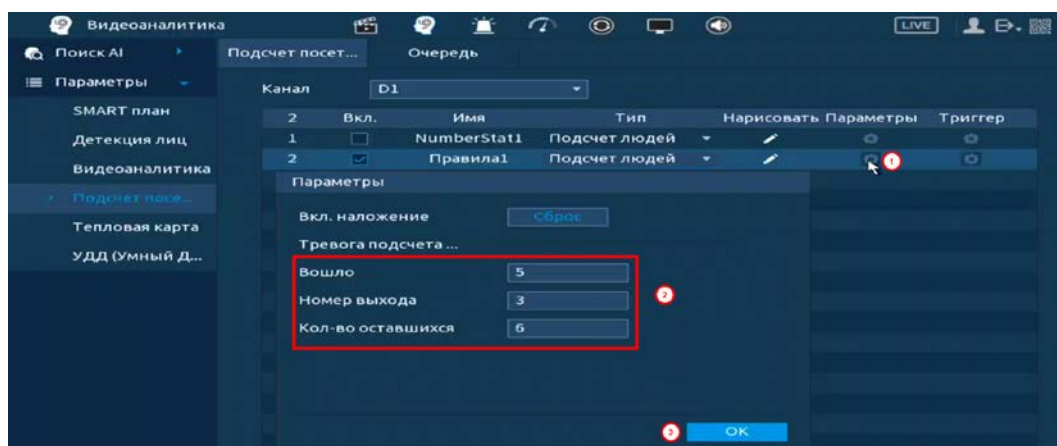 Видеоаналитика LIVE
Поиск AI
Подсчет посет... Очередь
Параметры
Канал D1
SMART план
2 Вкл. Имя Тип Нарисовать Параметры Триггер
Детекция лиц
1 NumberStat1 Подсчет людей
2 Правила1 Подсчет людей 1
Видеоаналитика
Параметры
Подсчет посе...
Вкл. наложение Сброс
Тепловая карта
Тревога подсчета ...
УДД (Умный Д...
Вошло 5
Номер выхода 3 2
Кол-во оставшихся 6
3 OK